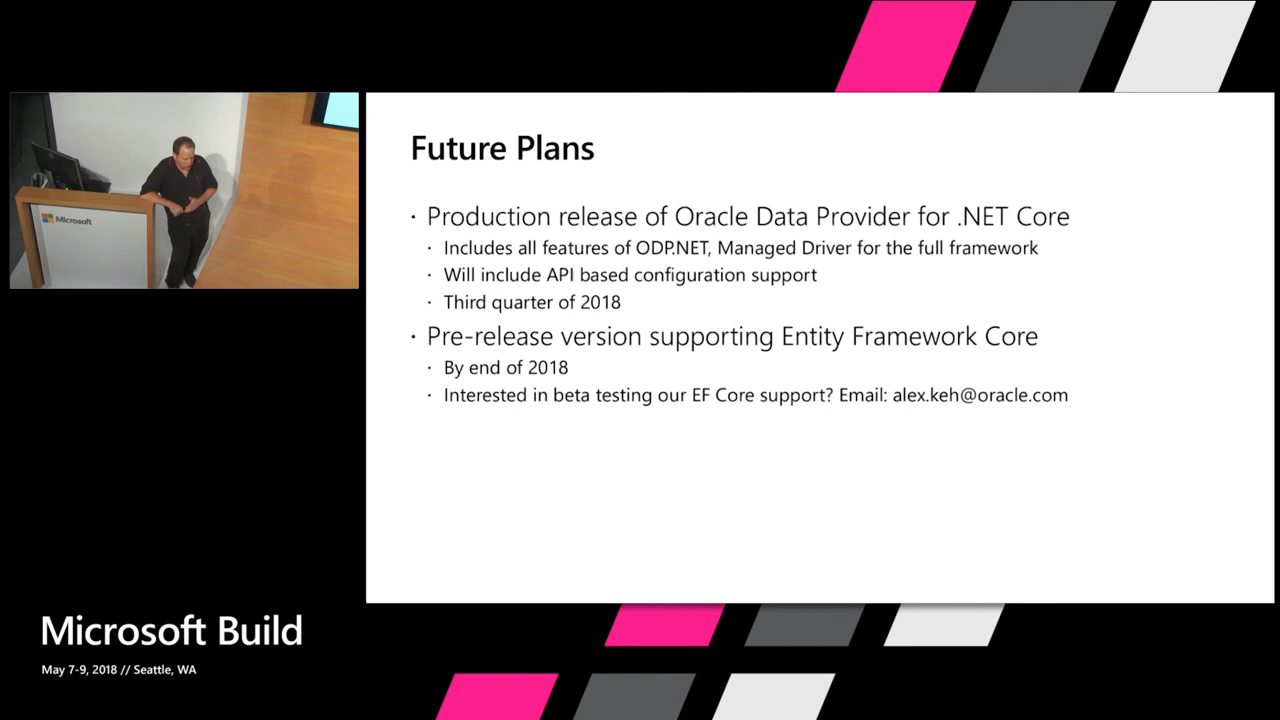 Microsoft
Future Plans
· Production release of Oracle Data Provider for .NET Core
· Includes all features of ODP.NET, Managed Driver for the full framework
· Will include API based configuration support
· Third quarter of 2018
· Pre-release version supporting Entity Framework Core
· By end of 2018
· Interested in beta testing our EF Core support? Email: alex.keh@oracle.com
Microsoft Build
May 7-9, 2018 // Seattle, WA